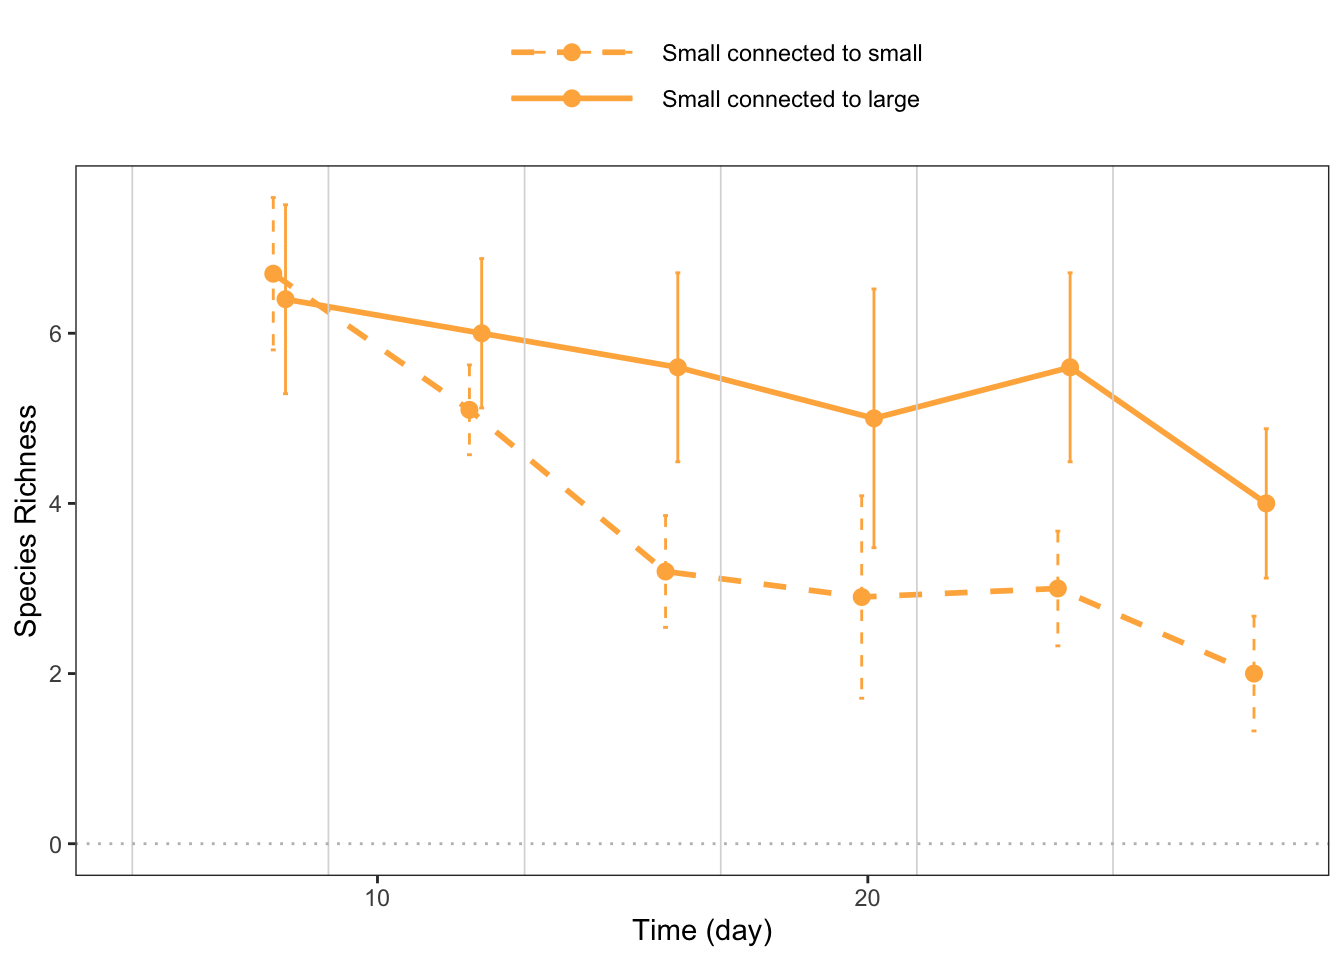 Small connected to small
Small connected to large
Species Richness
6
4
2
0
10 20
Time (day)